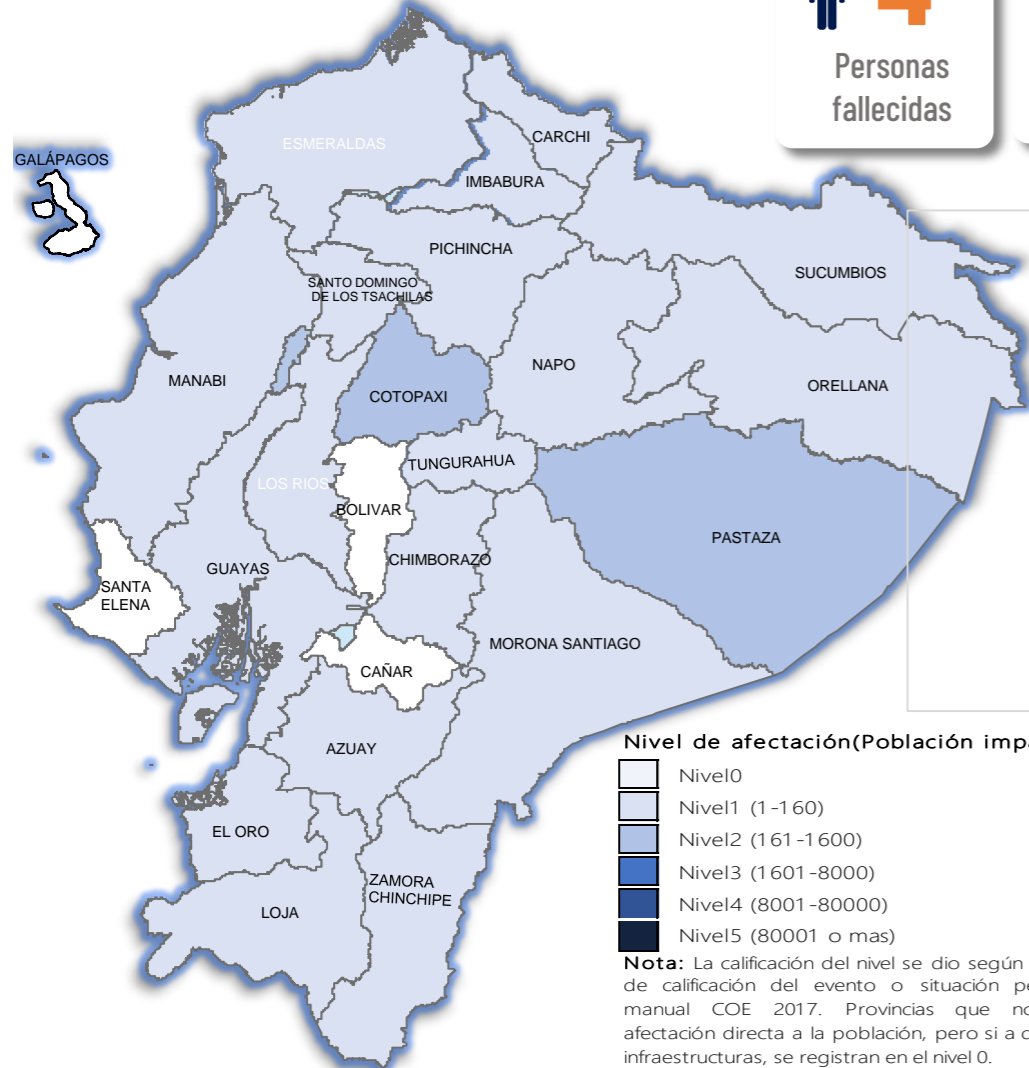 Personas
fallecidas
CARCHI
ESMERALDAS
GALÁPAGOS
IMBABURA
PICHINCHA
SUCUMBIOS
SANTO DOMINGO
DE LOS TSACHILAS
NAPO
MANABI
ORELLANA
COTOPAXI
TUNGURAHUA
LOS RIOS
BOLIVAR
PASTAZA
CHIMBORAZO
GUAYAS
SANTA
ELENA
MORONA SANTIAGO
CAÑAR
AZUAY
EL ORO
ZAMORA
CHINCHIPE
LOJA
Nivel de afectación(Población
Nivel0
Nivel1 (1-160)
Nivel2 (161-1600)
Nivel3 (1601-8000)
Nivel4 (8001-80000)
Nivel5 (80001 o mas)
Nota: La calificación del nivel se dio según
de calificación del evento o situación
manual COE 2017. Provincias que
afectación directa a la población, pero si a
infraestructuras, se registran en el nivel 0.